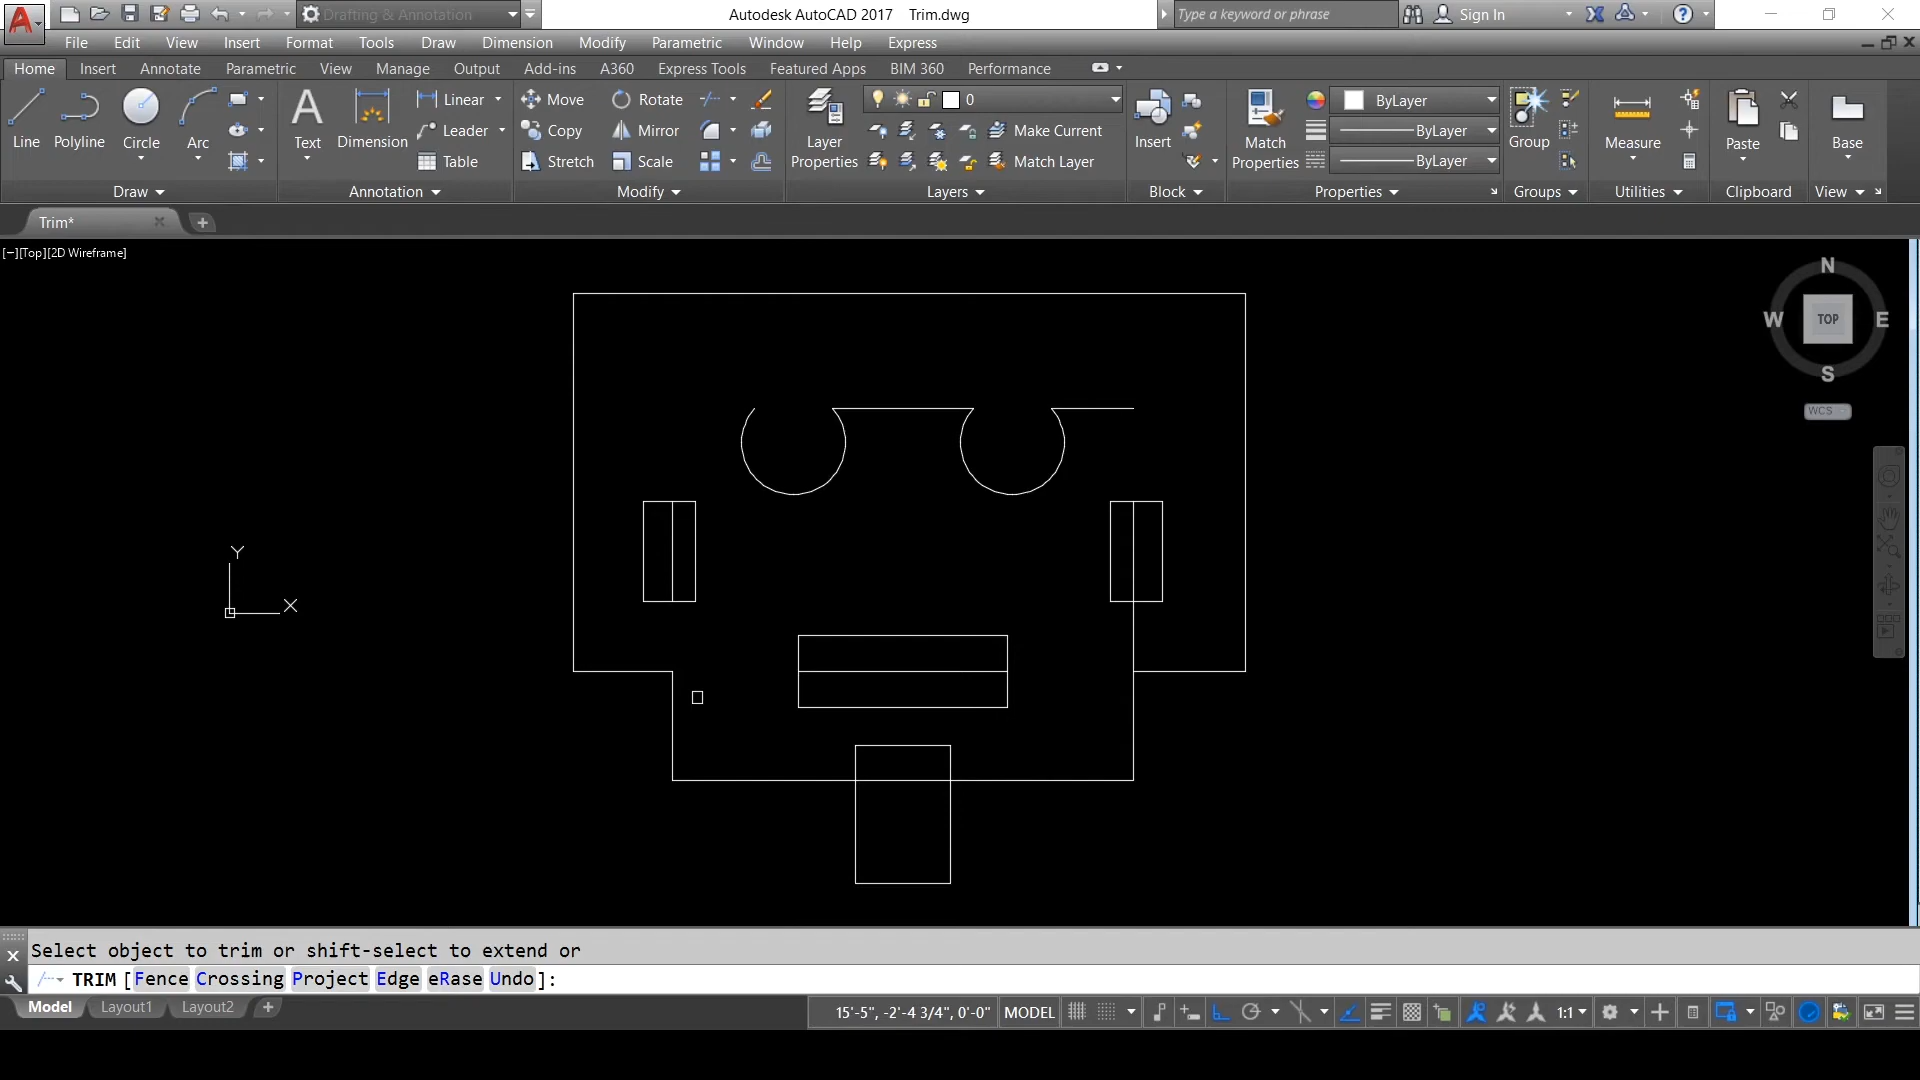 Drafting & Annotation
Autodesk AutoCAD 2017 Trim.dwg
Type a keyword or phrase
Sign In
File Edit View Insert Format Tools Draw Dimension Modify Parametric Window Help Express
Home Insert Annotate Parametric View Manage Output Add-ins A360 Express Tools Featured Apps BIM 360 Performance
Line Polyline Circle Arc
Text Dimension
Linear
Leader
Table
Move Rotate
Copy Mirror
Stretch Scale
Layer Properties
0
Make Current
Match Layer
Insert
Match Properties
ByLayer
ByLayer
ByLayer
Group
Measure
Paste
Base
Draw Annotation Modify Layers Block Properties Groups Utilities Clipboard View
Trim*
[−][Top][2D Wireframe]
N
W TOP E
S
WCS
Y
X
Select object to trim or shift-select to extend or
TRIM [Fence Crossing Project Edge eRase Undo]:
Model Layout1 Layout2 +
15'-5", -2'-4 3/4", 0'-0" MODEL 1:1